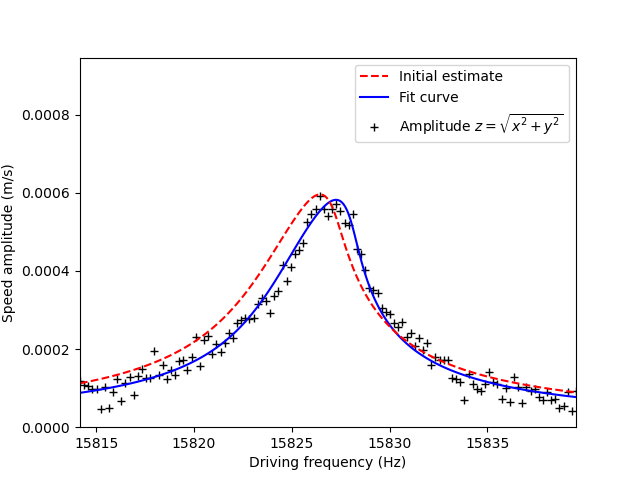 Initial estimate
Fit curve
Amplitude z = √x² + y²
0.0008
0.0006
0.0004
0.0002
0.0000
Speed amplitude (m/s)
15815 15820 15825 15830 15835
Driving frequency (Hz)